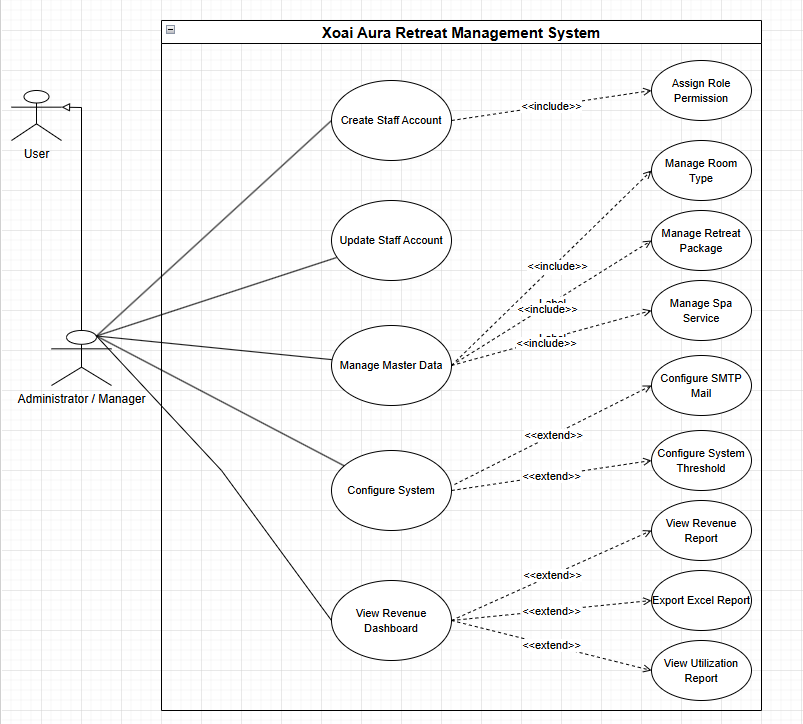 Xoai Aura Retreat Management System
User
Administrator / Manager
Create Staff Account
<<include>>
Assign Role
Permission
Update Staff Account
Manage Master Data
<<include>>
Manage Room
Type
Label
<<include>>
Manage Retreat
Package
Label
<<include>>
Manage Spa
Service
Configure System
<<extend>>
Configure SMTP
Mail
<<extend>>
Configure System
Threshold
View Revenue
Dashboard
<<extend>>
View Revenue
Report
<<extend>>
Export Excel Report
<<extend>>
View Utilization
Report